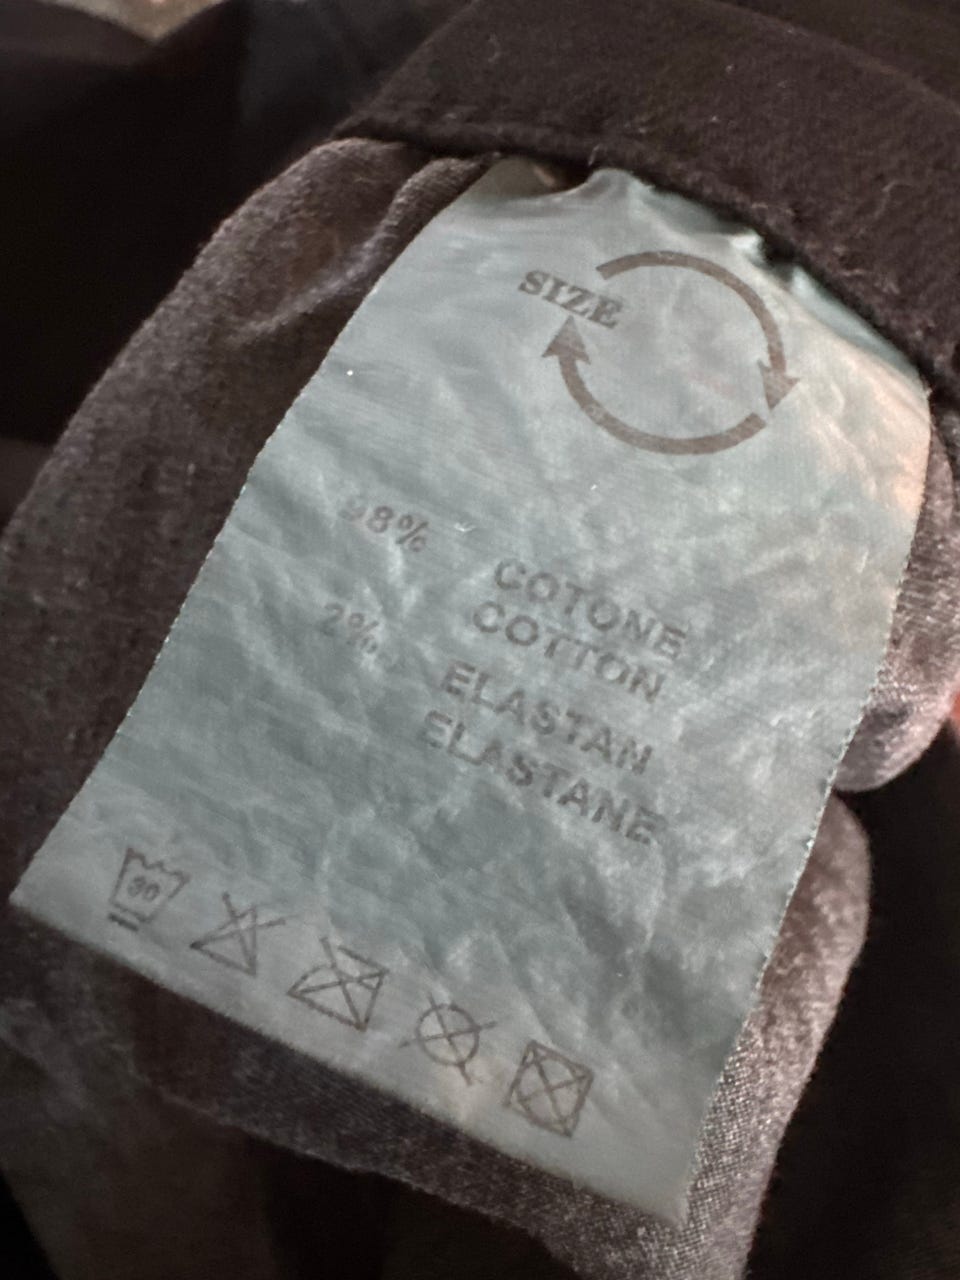 SIZE
98%
COTONE
COTTON
2%
ELASTAN
ELASTANE
30